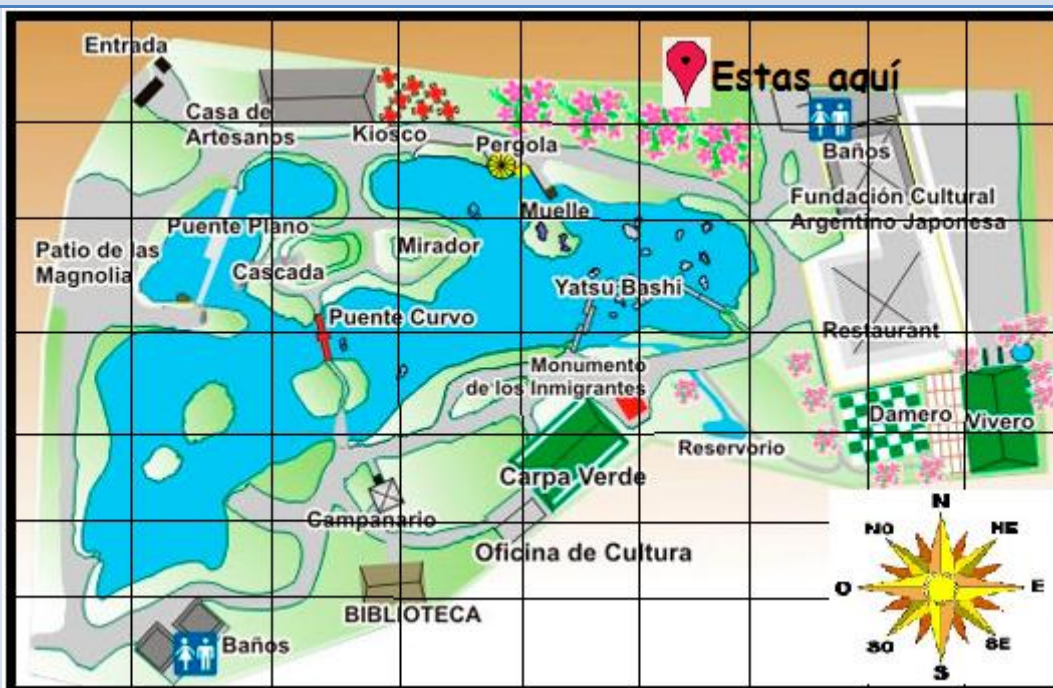 Entrada
Estas aquí
Casa de
Artesanos
Kiosco
Pergola
Baños
Muelle
Fundación Cultural
Argentino Japonesa
Puente Plano
Patio de las
Magnolia
Mirador
Cascada
Yatsu Bashi
Puente Curvo
Restaurant
Monumento
de los Inmigrantes
Damero
Vivero
Reservorio
Carpa Verde
Campanario
Oficina de Cultura
BIBLIOTECA
Baños
N
NO
NE
O
E
SO
SE
S